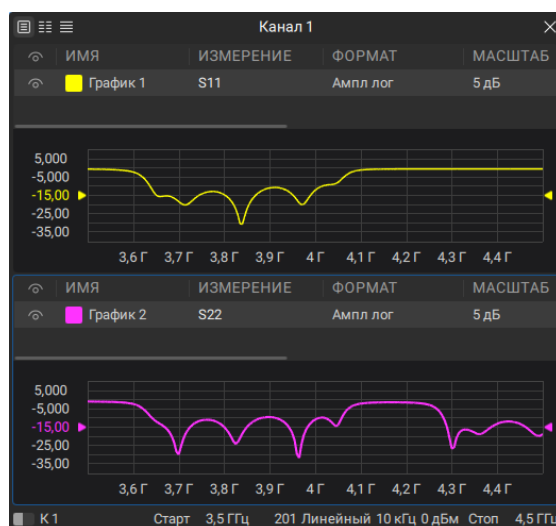 Канал 1
ИМЯ ИЗМЕРЕНИЕ ФОРМАТ МАСШТАБ
График 1 S11 Ампл лог 5 дБ
5,000
-5,000
-15,00
-25,00
-35,00
3,6 Г 3,7 Г 3,8 Г 3,9 Г 4 Г 4,1 Г 4,2 Г 4,3 Г 4,4 Г
ИМЯ ИЗМЕРЕНИЕ ФОРМАТ МАСШТАБ
График 2 S22 Ампл лог 5 дБ
5,000
-5,000
-15,00
-25,00
-35,00
3,6 Г 3,7 Г 3,8 Г 3,9 Г 4 Г 4,1 Г 4,2 Г 4,3 Г 4,4 Г
К 1 Старт 3,5 ГГц 201 Линейный 10 кГц 0 дБм Стоп 4,5 ГГц